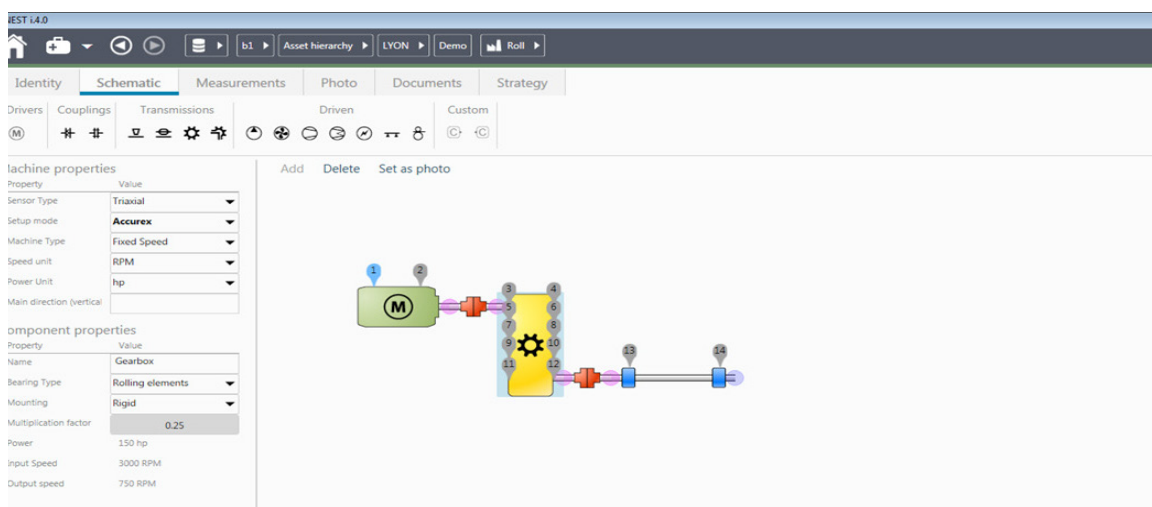 NEST i.4.0
b1 Asset hierarchy LYON Demo Roll
Identity Schematic Measurements Photo Documents Strategy
Drivers Couplings Transmissions Driven Custom
M C C
Machine properties Add Delete Set as photo
Property Value
Sensor Type Triaxial
Setup mode Accurex
Machine Type Fixed Speed
Speed unit RPM
Power Unit hp
Main direction (vertical
1 2
3 4
M 5 6
7 8
9 10
11 12 13 14
Component properties
Property Value
Name Gearbox
Bearing Type Rolling elements
Mounting Rigid
Multiplication factor 0.25
Power 150 hp
Input Speed 3000 RPM
Output speed 750 RPM